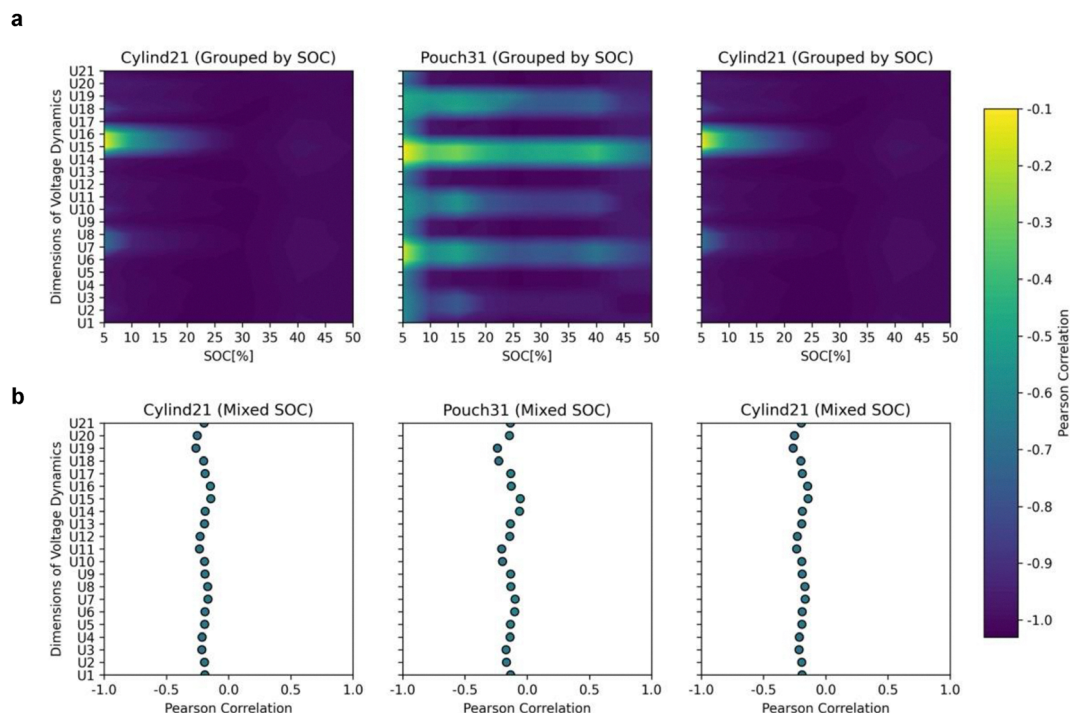 a
Cylind21 (Grouped by SOC)
Pouch31 (Grouped by SOC)
Cylind21 (Grouped by SOC)
Dimensions of Voltage Dynamics
U21
U20
U19
U18
U17
U16
U15
U14
U13
U12
U11
U10
U9
U8
U7
U6
U5
U4
U3
U2
U1
5 10 15 20 25 30 35 40 45 50
5 10 15 20 25 30 35 40 45 50
5 10 15 20 25 30 35 40 45 50
SOC[%]
SOC[%]
SOC[%]
-0.1
-0.2
-0.3
-0.4
-0.5
-0.6
-0.7
-0.8
-0.9
-1.0
Pearson Correlation
b
Cylind21 (Mixed SOC)
Pouch31 (Mixed SOC)
Cylind21 (Mixed SOC)
Dimensions of Voltage Dynamics
U21
U20
U19
U18
U17
U16
U15
U14
U13
U12
U11
U10
U9
U8
U7
U6
U5
U4
U3
U2
U1
-1.0 -0.5 0.0 0.5 1.0
-1.0 -0.5 0.0 0.5 1.0
-1.0 -0.5 0.0 0.5 1.0
Pearson Correlation
Pearson Correlation
Pearson Correlation